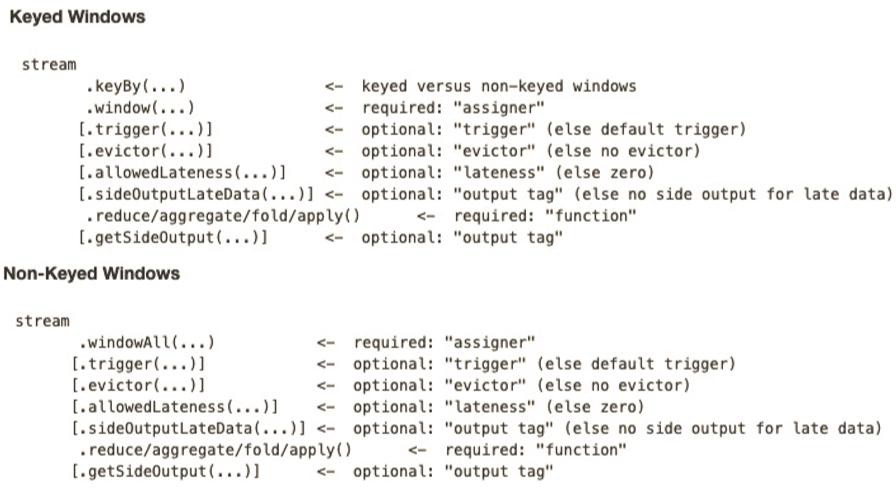 Keyed Windows
stream
.keyBy(...) <- keyed versus non-keyed windows
.window(...) <- required: "assigner"
[.trigger(...)] <- optional: "trigger" (else default trigger)
[.evictor(...)] <- optional: "evictor" (else no evictor)
[.allowedLateness(...)] <- optional: "lateness" (else zero)
[.sideOutputLateData(...)] <- optional: "output tag" (else no side output for late data)
.reduce/aggregate/fold/apply() <- required: "function"
[.getSideOutput(...)] <- optional: "output tag"
Non-Keyed Windows
stream
.windowAll(...) <- required: "assigner"
[.trigger(...)] <- optional: "trigger" (else default trigger)
[.evictor(...)] <- optional: "evictor" (else no evictor)
[.allowedLateness(...)] <- optional: "lateness" (else zero)
[.sideOutputLateData(...)] <- optional: "output tag" (else no side output for late data)
.reduce/aggregate/fold/apply() <- required: "function"
[.getSideOutput(...)] <- optional: "output tag"